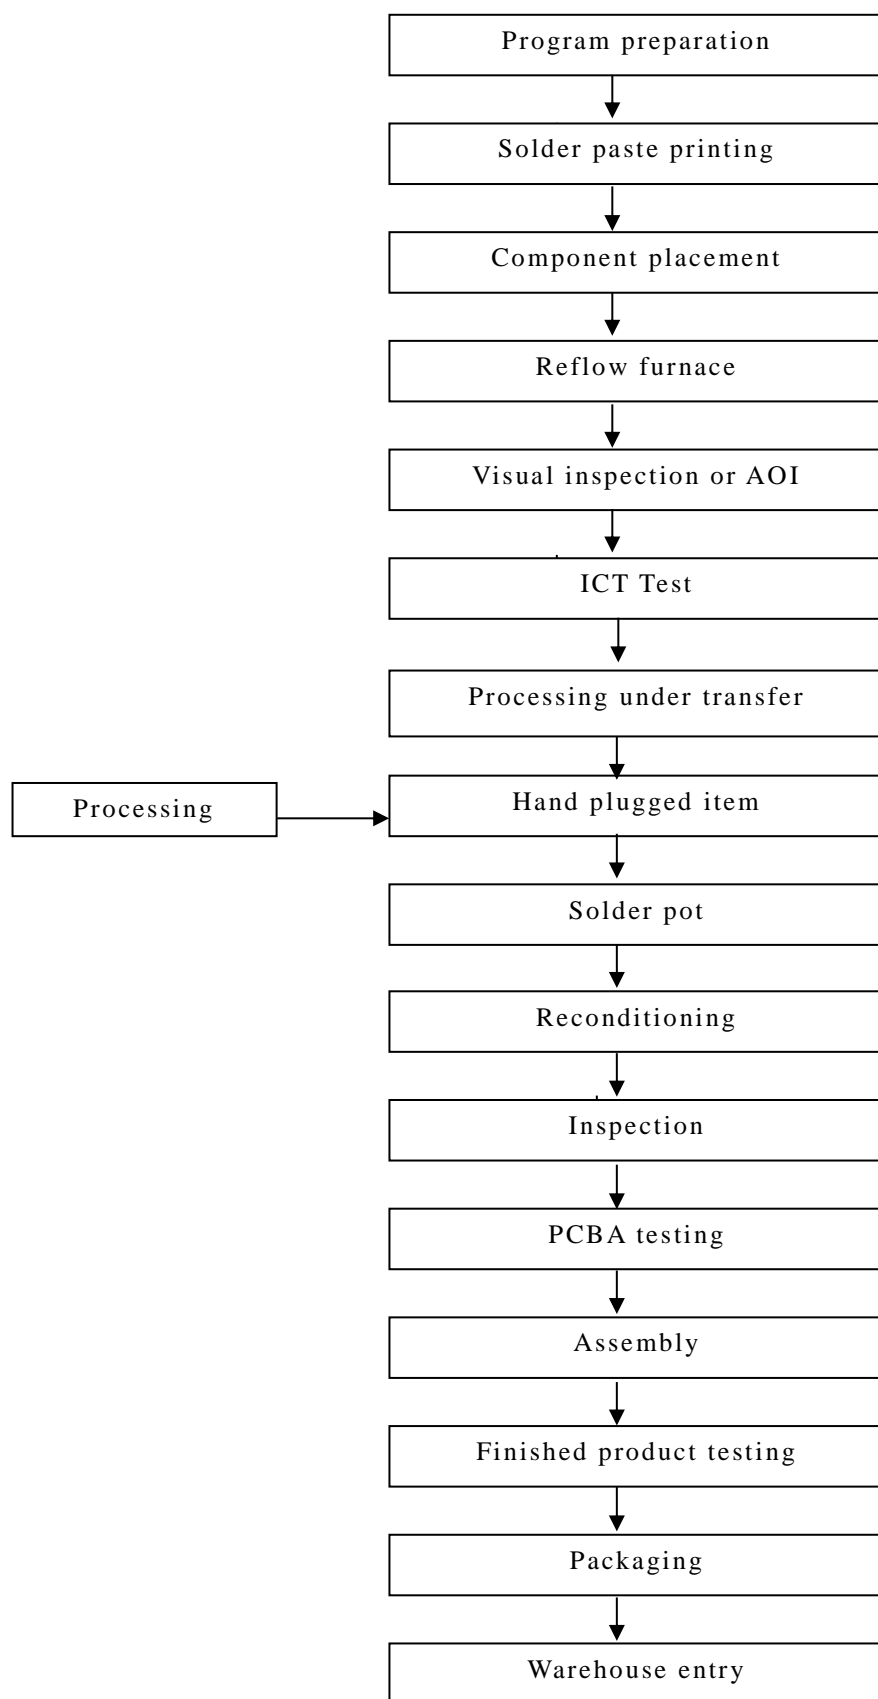 Program preparation
Solder paste printing
Component placement
Reflow furnace
Visual inspection or AOI
ICT Test
Processing under transfer
Processing
Hand plugged item
Solder pot
Reconditioning
Inspection
PCBA testing
Assembly
Finished product testing
Packaging
Warehouse entry